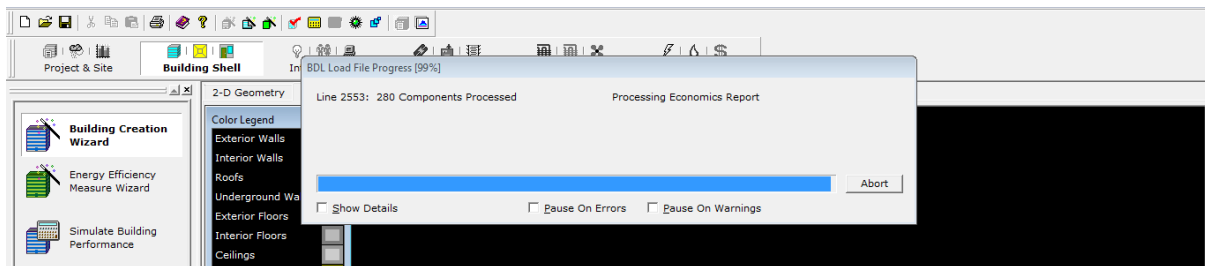 Project & Site
Building Shell
BDL Load File Progress [99%]
Line 2553: 280 Components Processed
Processing Economics Report
Abort
Show Details
Pause On Errors
Pause On Warnings
Building Creation
Wizard
Energy Efficiency
Measure Wizard
Simulate Building
Performance
2-D Geometry
Color Legend
Exterior Walls
Interior Walls
Roofs
Underground Wa
Exterior Floors
Interior Floors
Ceilings